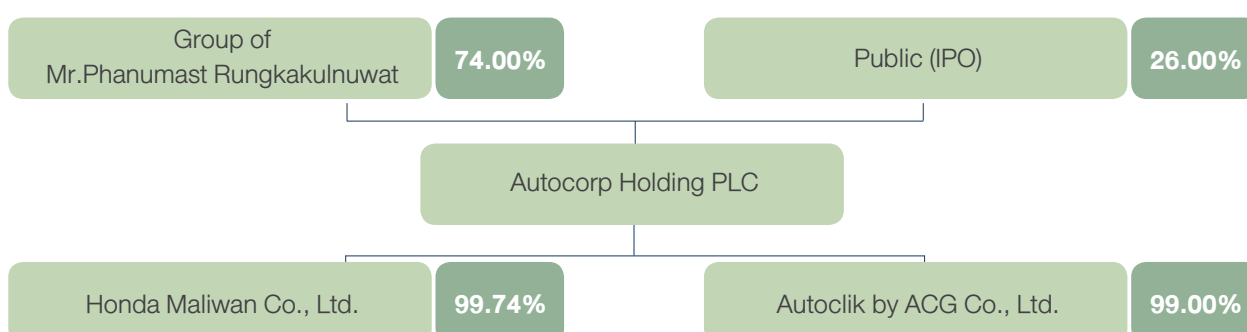 Group of
Mr.Phanumast Rungkakulnuwat
74.00%
Public (IPO)
26.00%
Autocorp Holding PLC
Honda Maliwan Co., Ltd.
99.74%
Autoclik by ACG Co., Ltd.
99.00%